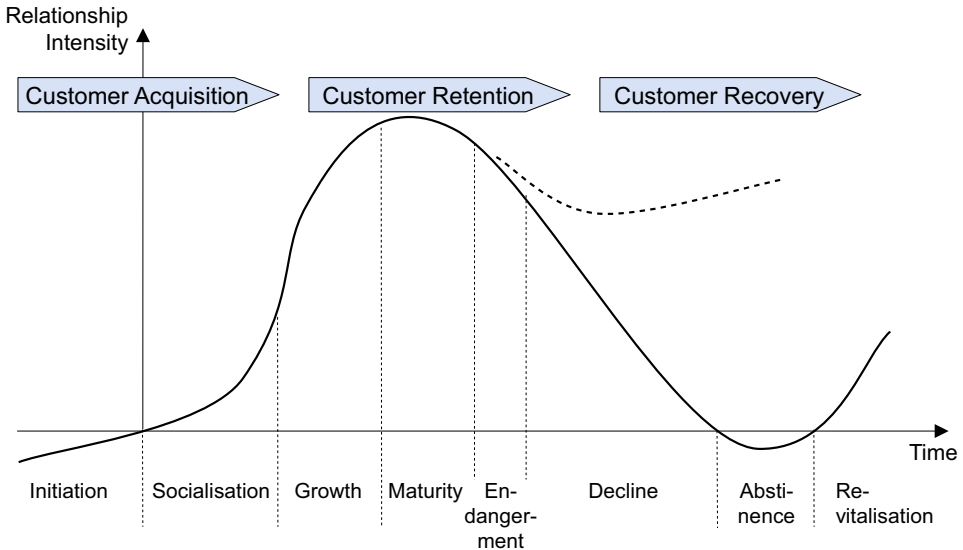 Relationship
Intensity
Customer Acquisition
Customer Retention
Customer Recovery
Time
Initiation
Socialisation
Growth
Maturity
En-
danger-
ment
Decline
Absti-
nence
Re-
vitalisation